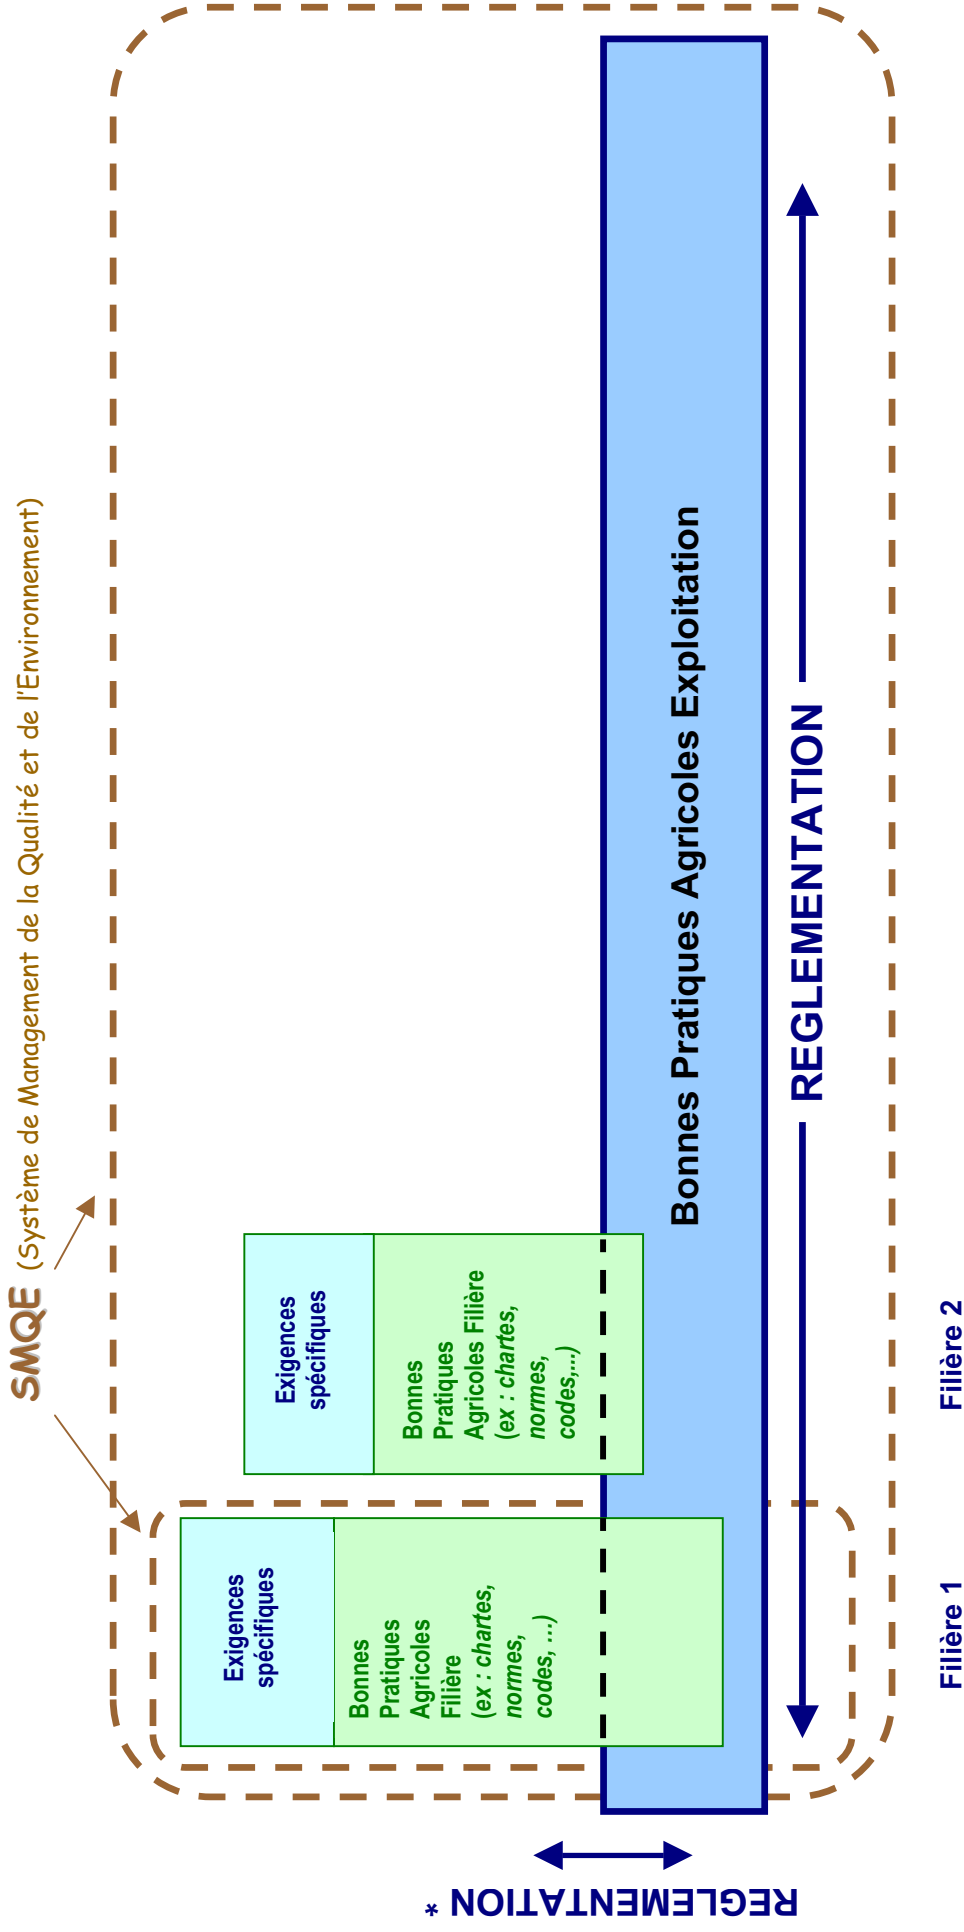 SMQE (Système de Management de la Qualité et de l'Environnement)
Exigences
spécifiques
Bonnes
Pratiques
Agricoles
Filière
(ex : chartes,
normes,
codes, ...)
Exigences
spécifiques
Bonnes
Pratiques
Agricoles Filière
(ex : chartes,
normes,
codes,...)
Bonnes Pratiques Agricoles Exploitation
REGLEMENTATION
REGLEMENTATION *
Filière 1
Filière 2